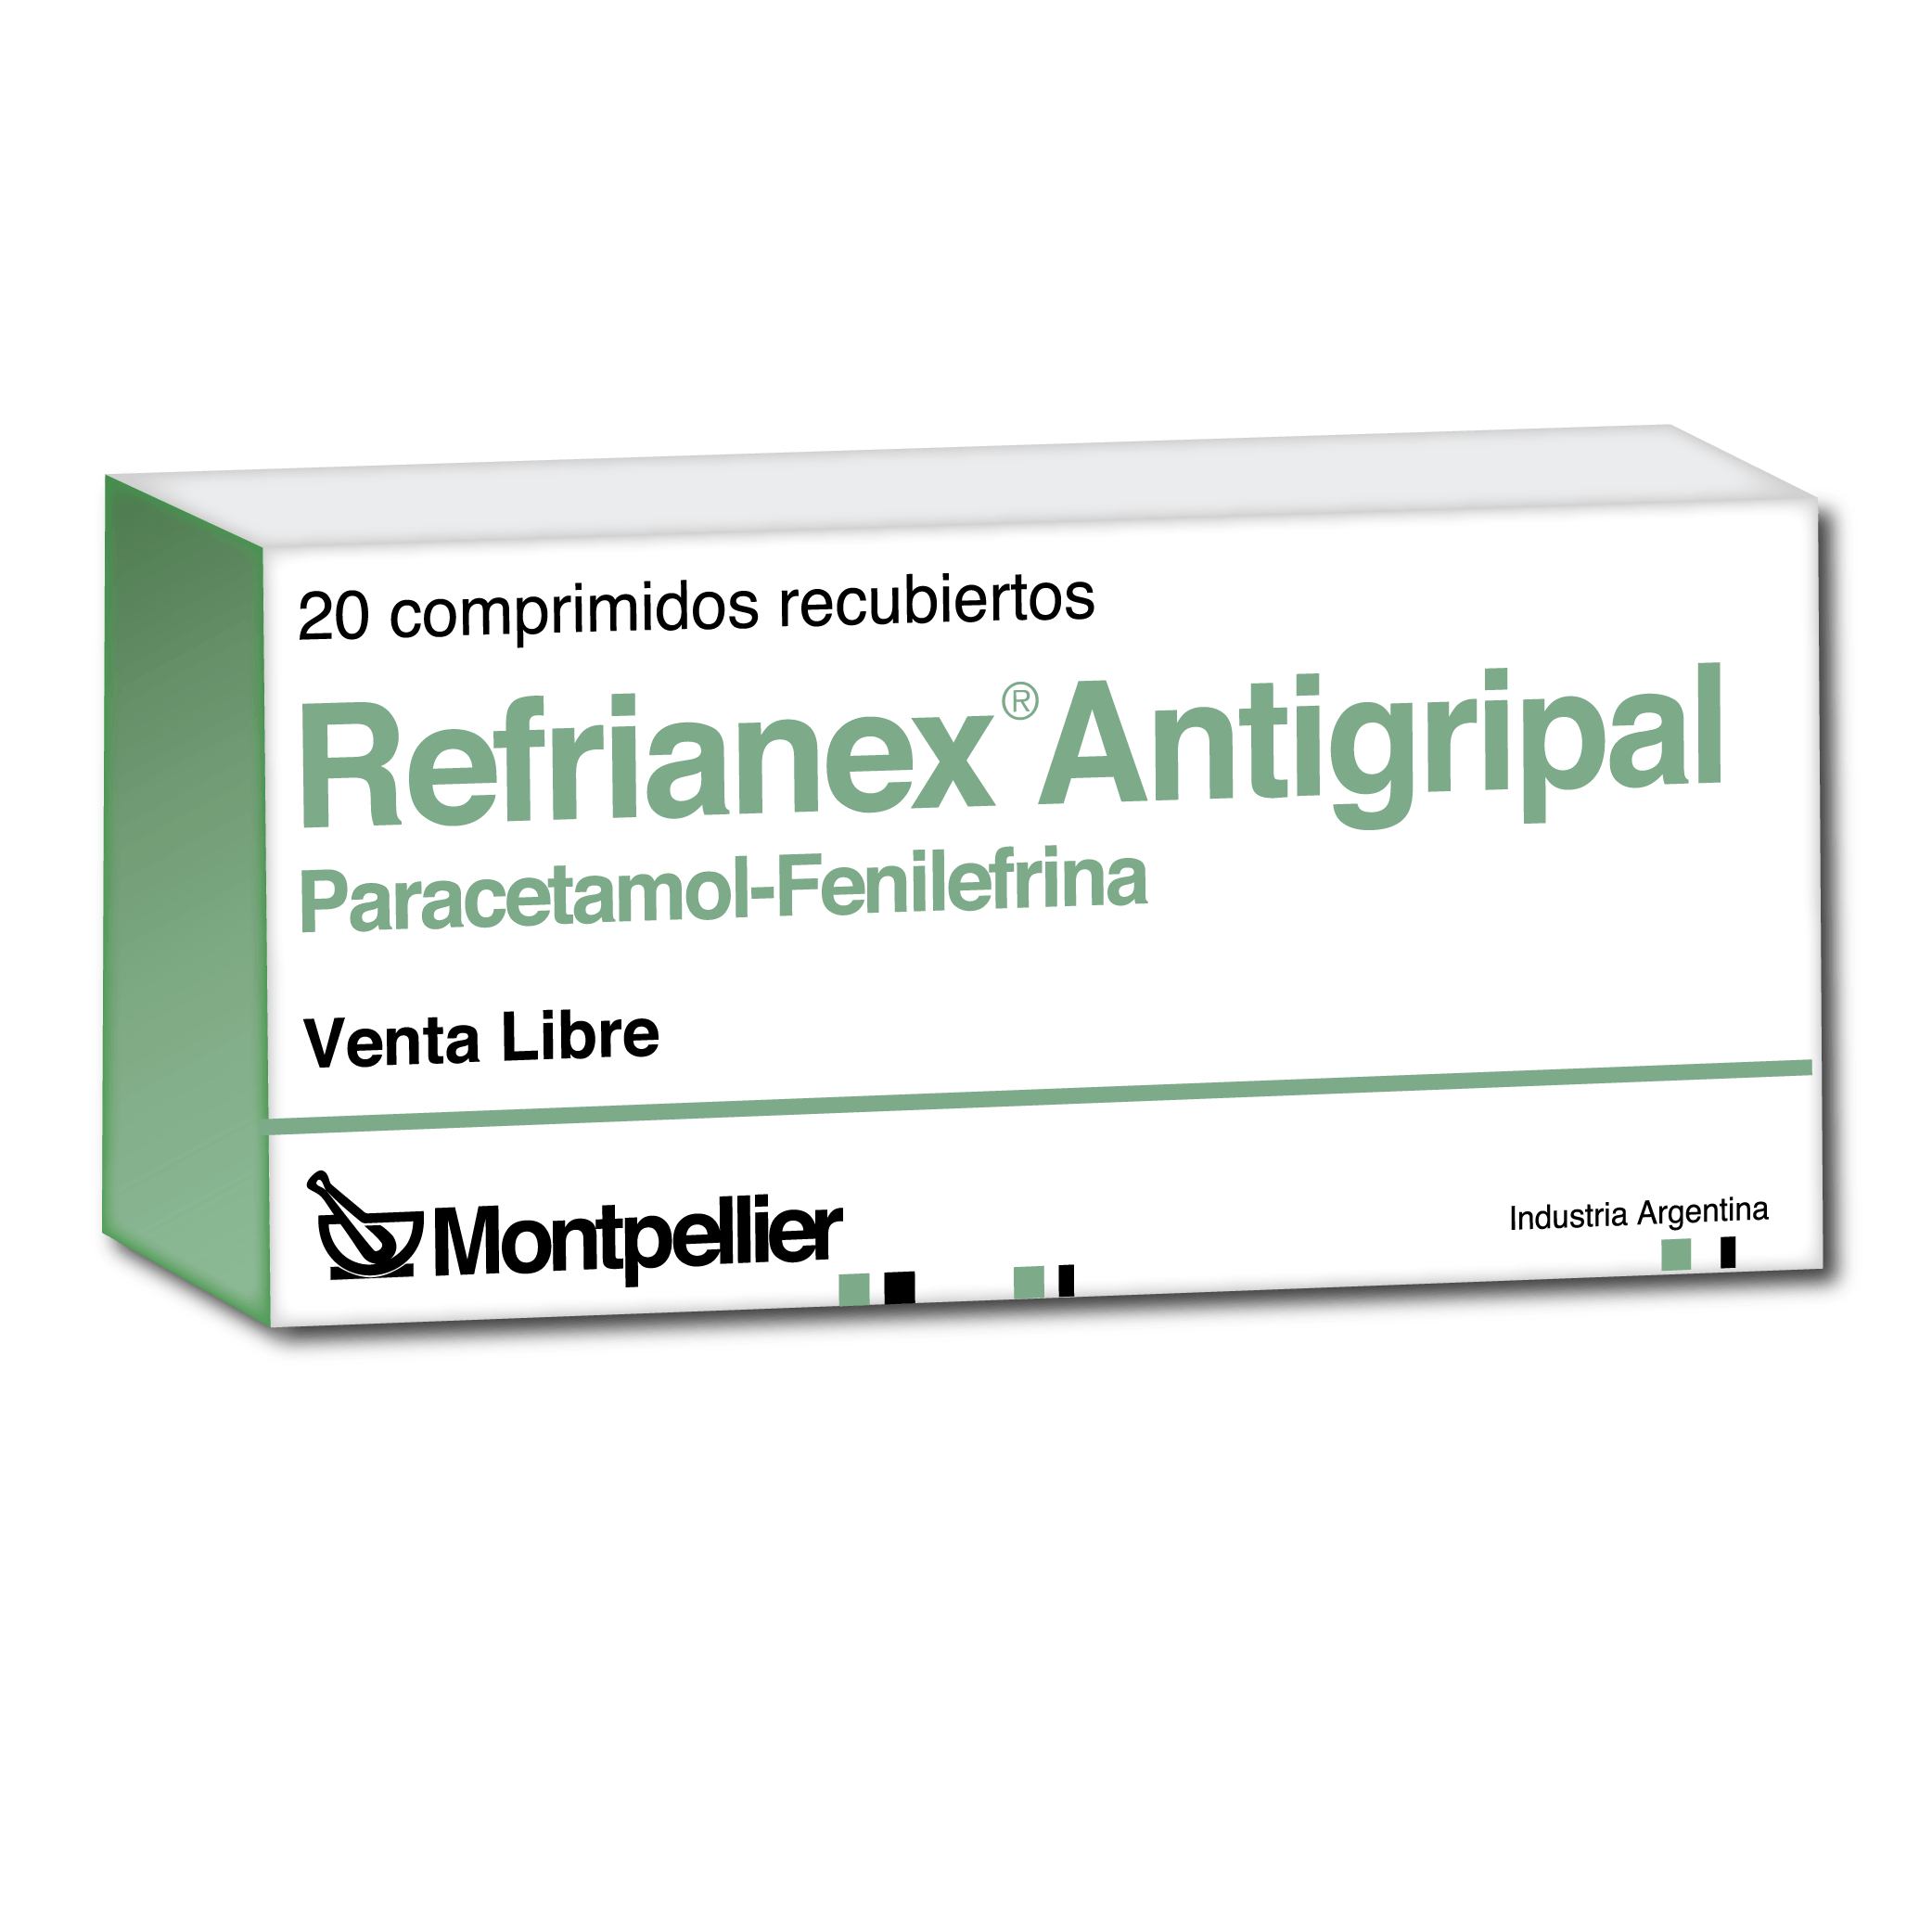 20 comprimidos recubiertos
Refrianex® Antigripal
Paracetamol-Fenilefrina
Venta Libre
Montpellier
Industria Argentina